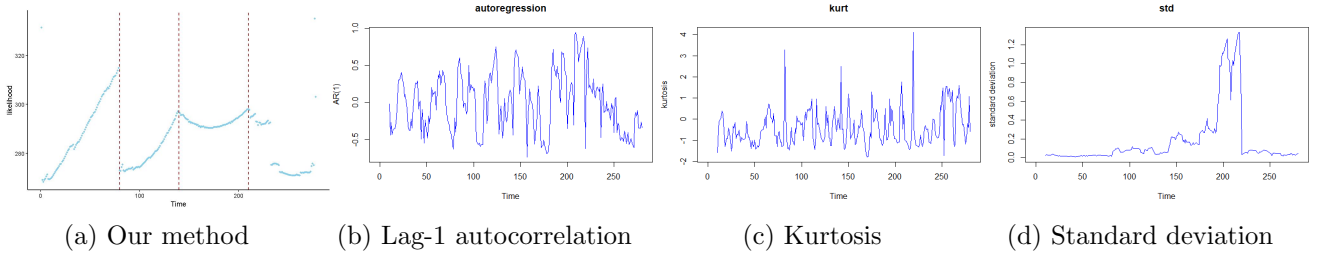 likelihood
320
300
280
0
100
200
Time
(a) Our method
autoregression
AR(1)
1.0
0.5
0.0
-0.5
0
50
100
150
200
250
Time
(b) Lag-1 autocorrelation
kurt
kurtosis
4
3
2
1
0
-1
-2
0
50
100
150
200
250
Time
(c) Kurtosis
std
standard deviation
1.2
1.0
0.8
0.6
0.4
0.2
0.0
0
50
100
150
200
250
Time
(d) Standard deviation